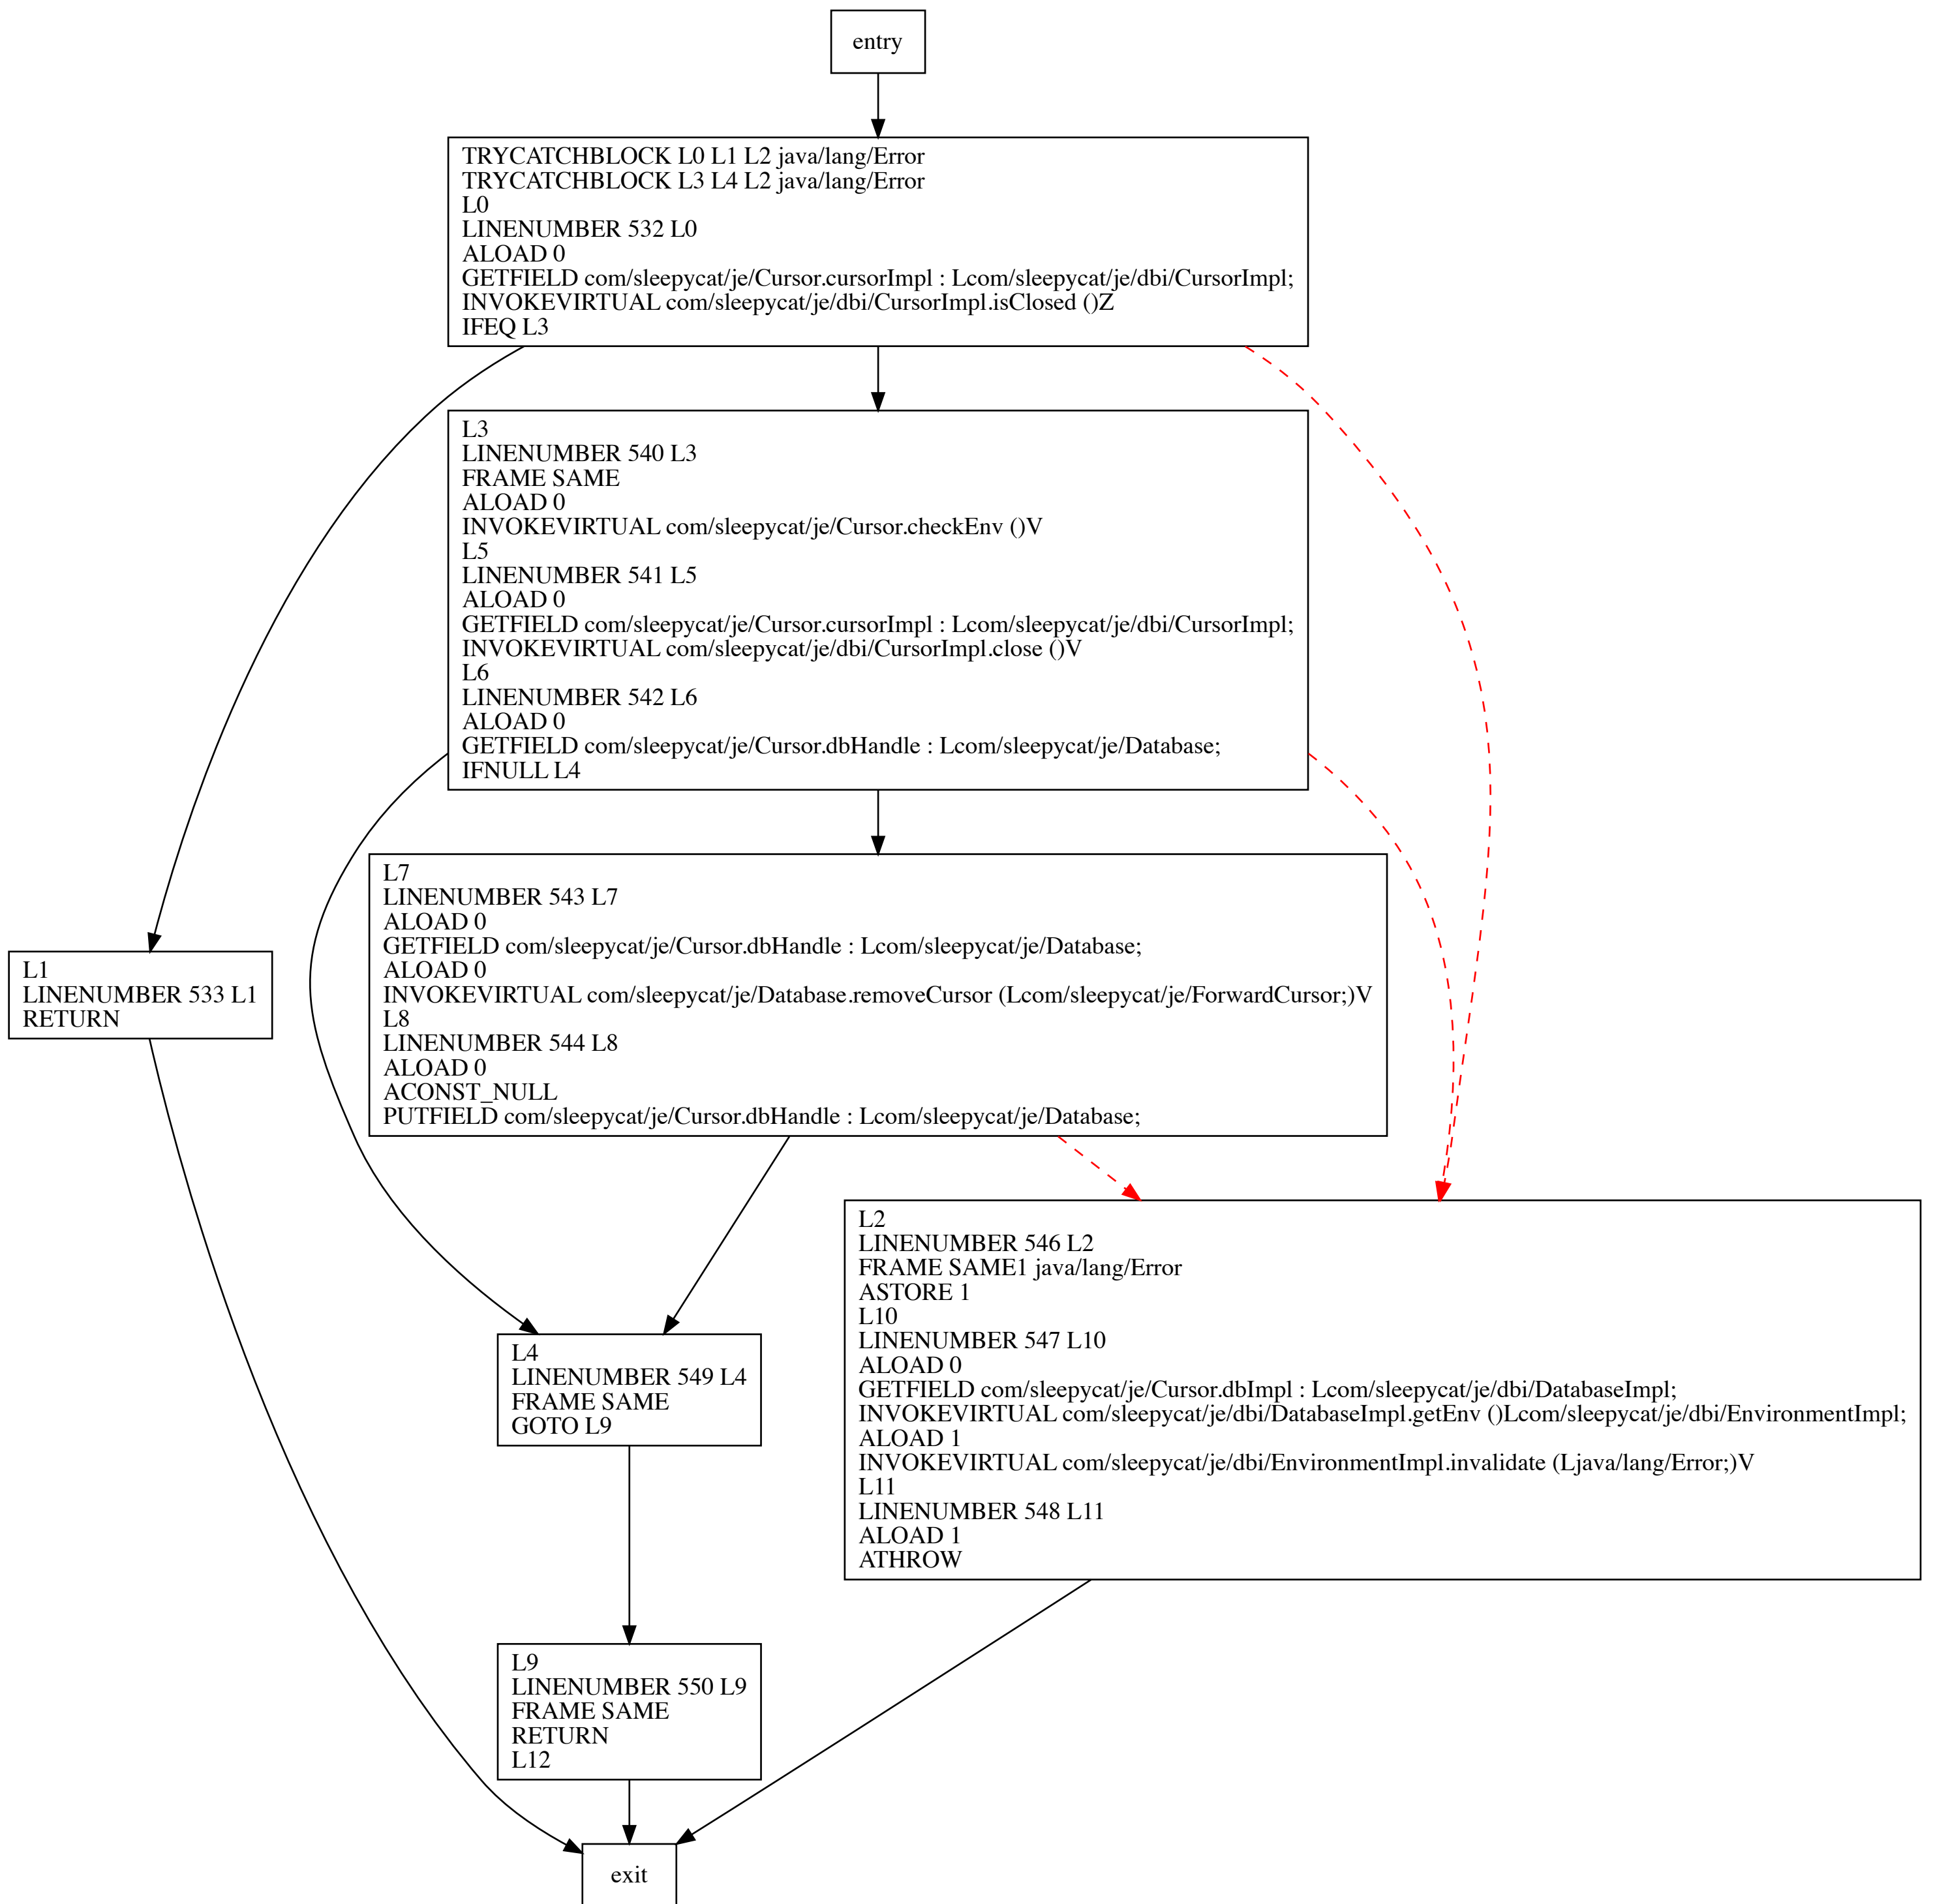 entry
TRYCATCHBLOCK L0 L1 L2 java/lang/Error
TRYCATCHBLOCK L3 L4 L2 java/lang/Error
L0
LINENUMBER 532 L0
ALOAD 0
GETFIELD com/sleepycat/je/Cursor.cursorImpl : Lcom/sleepycat/je/dbi/CursorImpl;
INVOKEVIRTUAL com/sleepycat/je/dbi/CursorImpl.isClosed ()Z
IFEQ L3
L3
LINENUMBER 540 L3
FRAME SAME
ALOAD 0
INVOKEVIRTUAL com/sleepycat/je/Cursor.checkEnv ()V
L5
LINENUMBER 541 L5
ALOAD 0
GETFIELD com/sleepycat/je/Cursor.cursorImpl : Lcom/sleepycat/je/dbi/CursorImpl;
INVOKEVIRTUAL com/sleepycat/je/dbi/CursorImpl.close ()V
L6
LINENUMBER 542 L6
ALOAD 0
GETFIELD com/sleepycat/je/Cursor.dbHandle : Lcom/sleepycat/je/Database;
IFNULL L4
L7
LINENUMBER 543 L7
ALOAD 0
GETFIELD com/sleepycat/je/Cursor.dbHandle : Lcom/sleepycat/je/Database;
ALOAD 0
INVOKEVIRTUAL com/sleepycat/je/Database.removeCursor (Lcom/sleepycat/je/ForwardCursor;)V
L8
LINENUMBER 544 L8
ALOAD 0
ACONST_NULL
PUTFIELD com/sleepycat/je/Cursor.dbHandle : Lcom/sleepycat/je/Database;
L1
LINENUMBER 533 L1
RETURN
L2
LINENUMBER 546 L2
FRAME SAME1 java/lang/Error
ASTORE 1
L10
LINENUMBER 547 L10
ALOAD 0
GETFIELD com/sleepycat/je/Cursor.dbImpl : Lcom/sleepycat/je/dbi/DatabaseImpl;
INVOKEVIRTUAL com/sleepycat/je/dbi/DatabaseImpl.getEnv ()Lcom/sleepycat/je/dbi/EnvironmentImpl;
ALOAD 1
INVOKEVIRTUAL com/sleepycat/je/dbi/EnvironmentImpl.invalidate (Ljava/lang/Error;)V
L11
LINENUMBER 548 L11
ALOAD 1
ATHROW
L4
LINENUMBER 549 L4
FRAME SAME
GOTO L9
L9
LINENUMBER 550 L9
FRAME SAME
RETURN
L12
exit